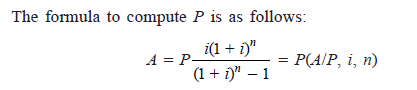 The formula to compute P is as follows:
A = P i(1 + i)ⁿ / (1 + i)ⁿ − 1 = P(A/P, i, n)